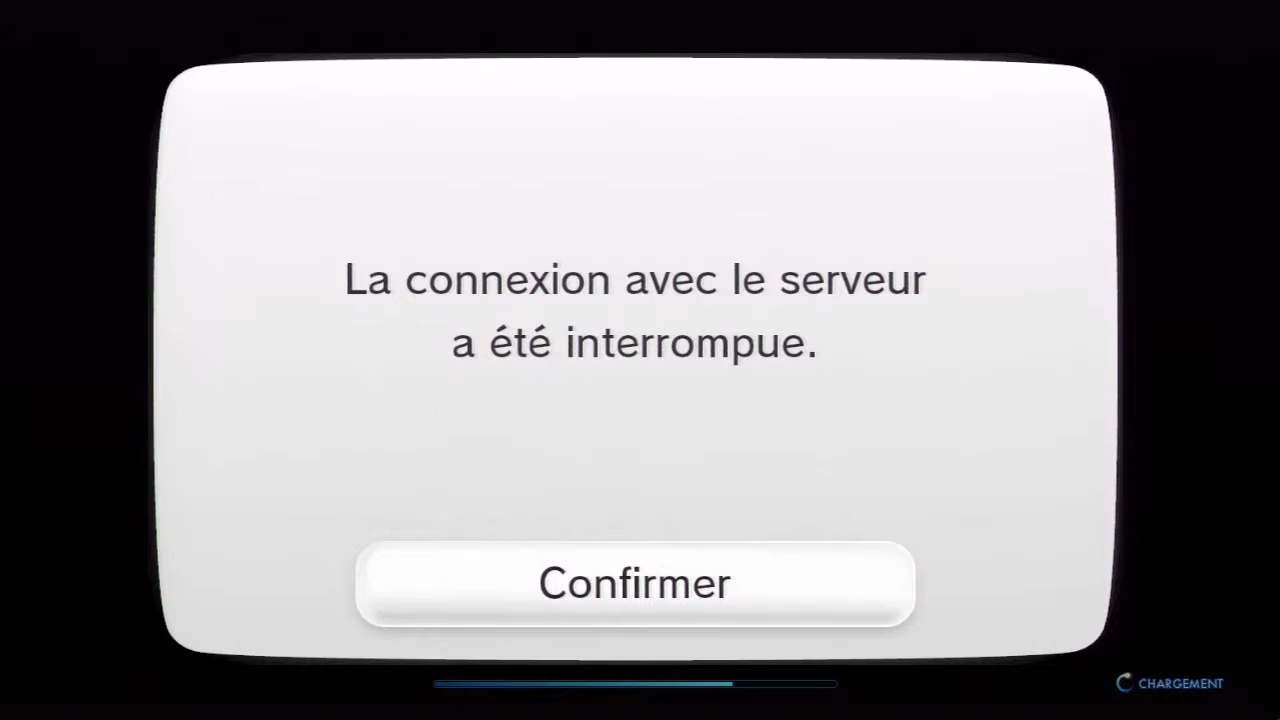 La connexion avec le serveur
a été interrompue.
Confirmer
CHARGEMENT